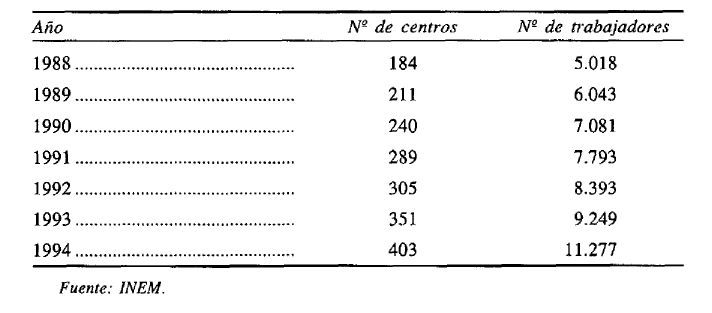 Año Nº de centros Nº de trabajadores
1988 ............................................ 184 5.018
1989 ............................................ 211 6.043
1990 ............................................ 240 7.081
1991 ............................................ 289 7.793
1992 ............................................ 305 8.393
1993 ............................................ 351 9.249
1994 ............................................ 403 11.277
Fuente: INEM.